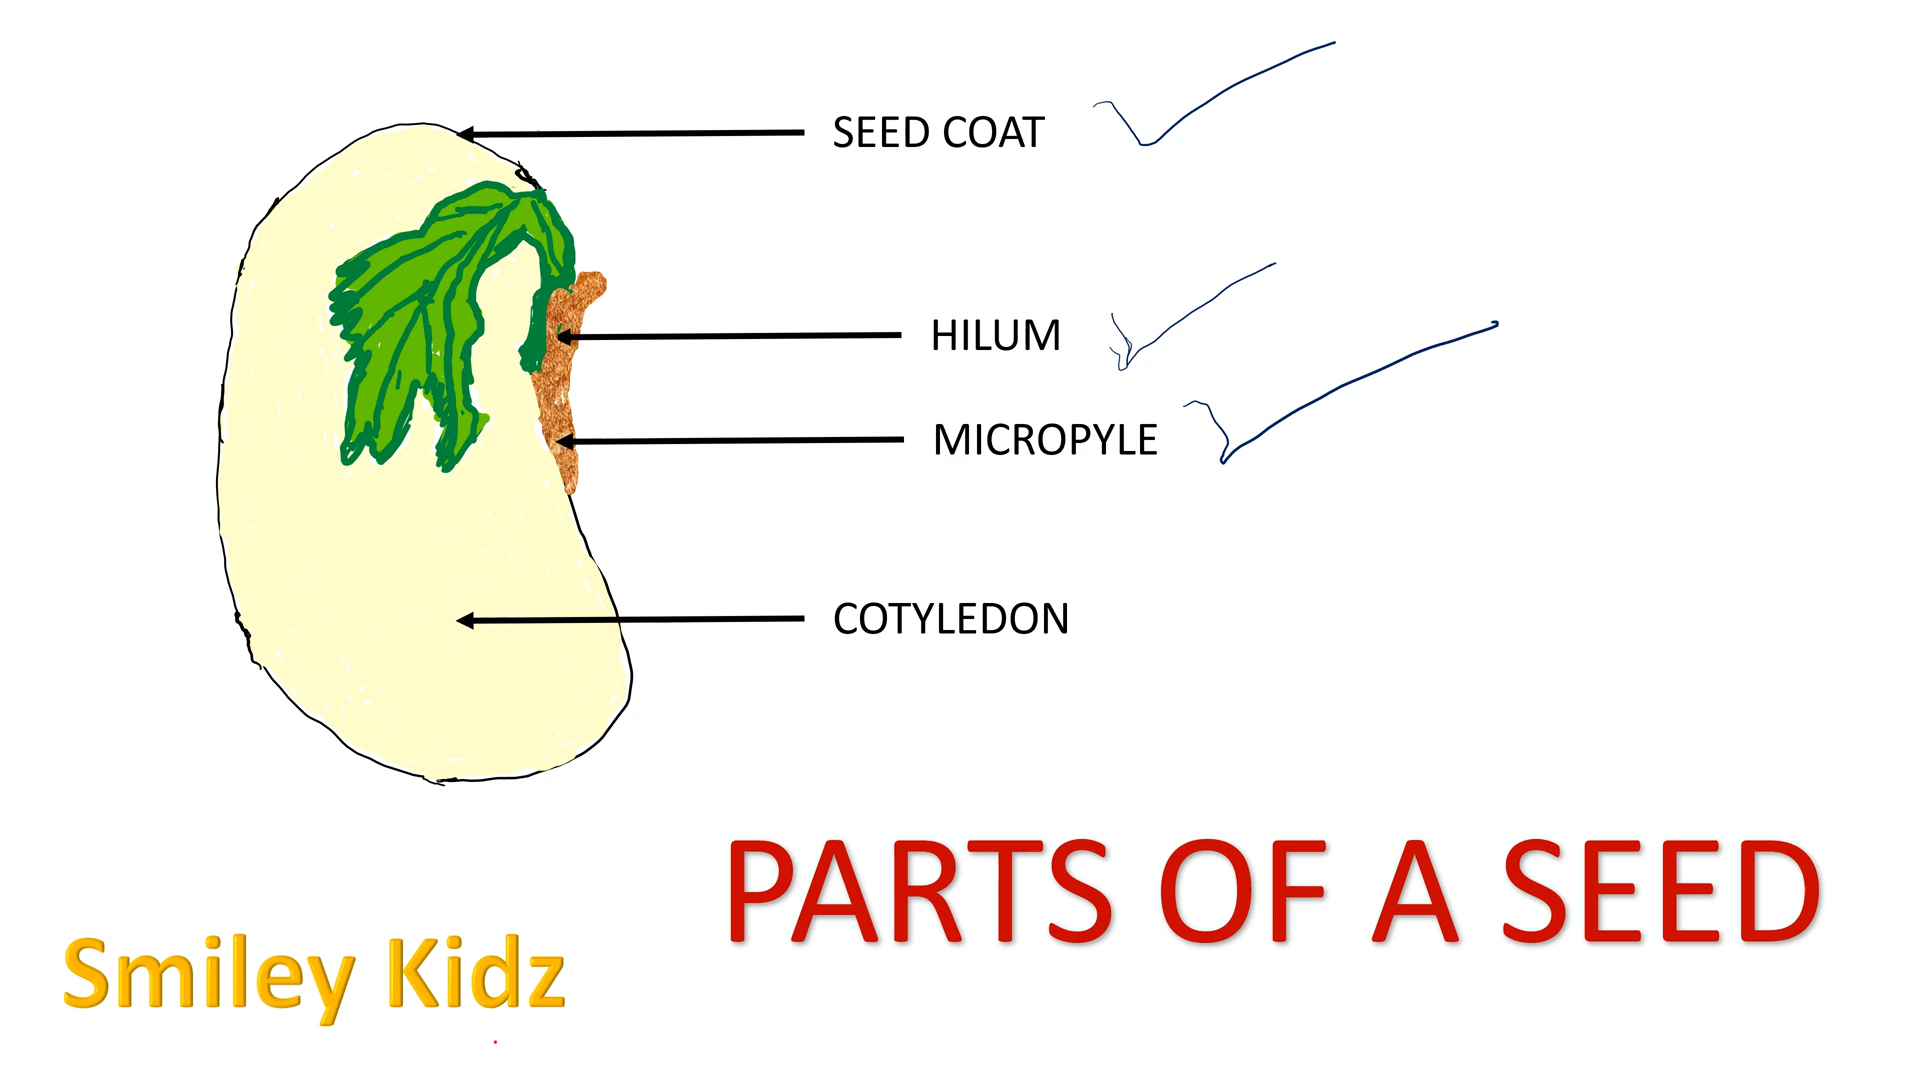 SEED COAT
HILUM
MICROPYLE
COTYLEDON
PARTS OF A SEED
Smiley Kidz